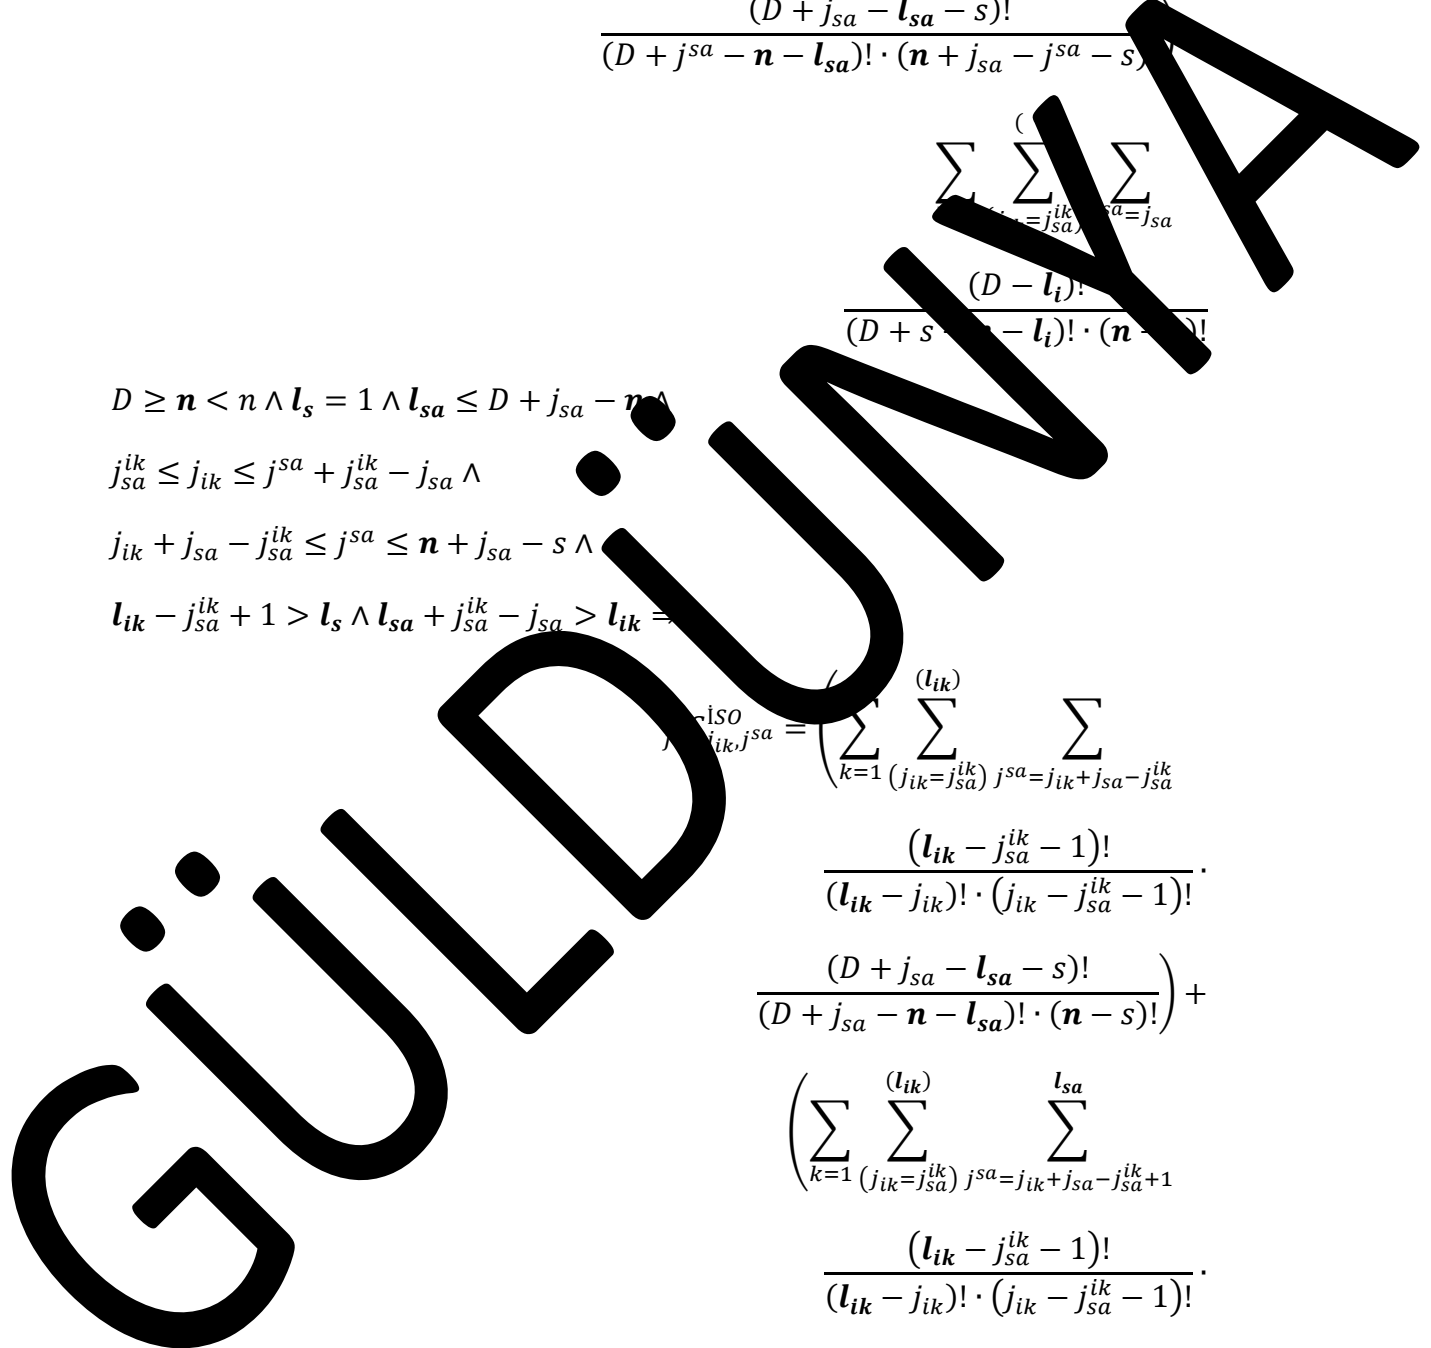 (D + j_{sa} − l_{sa} − s)!
(D + j^{sa} − n − l_{sa})! · (n + j_{sa} − j^{sa} − s)
(
∑ ∑ ∑
=j_{sa}^{ik}) ^{sa}=j_{sa}
(D − l_i)!
(D + s − l_i)! · (n − )!
D ≥ n < n ∧ l_s = 1 ∧ l_{sa} ≤ D + j_{sa} − n ∧
j_{sa}^{ik} ≤ j_{ik} ≤ j^{sa} + j_{sa}^{ik} − j_{sa} ∧
j_{ik} + j_{sa} − j_{sa}^{ik} ≤ j^{sa} ≤ n + j_{sa} − s ∧
l_{ik} − j_{sa}^{ik} + 1 > l_s ∧ l_{sa} + j_{sa}^{ik} − j_{sa} > l_{ik} ⇒
(l_{ik})
^{İSO}_{j_{ik},j^{sa}} = ( ∑ ∑ ∑
k=1 (j_{ik}=j_{sa}^{ik}) j^{sa}=j_{ik}+j_{sa}−j_{sa}^{ik}
(l_{ik} − j_{sa}^{ik} − 1)!
(l_{ik} − j_{ik})! · (j_{ik} − j_{sa}^{ik} − 1)! ·
(D + j_{sa} − l_{sa} − s)!
(D + j_{sa} − n − l_{sa})! · (n − s)! ) +
(l_{ik}) l_{sa}
( ∑ ∑ ∑
k=1 (j_{ik}=j_{sa}^{ik}) j^{sa}=j_{ik}+j_{sa}−j_{sa}^{ik}+1
(l_{ik} − j_{sa}^{ik} − 1)!
(l_{ik} − j_{ik})! · (j_{ik} − j_{sa}^{ik} − 1)! ·
GÜLDÜNYA